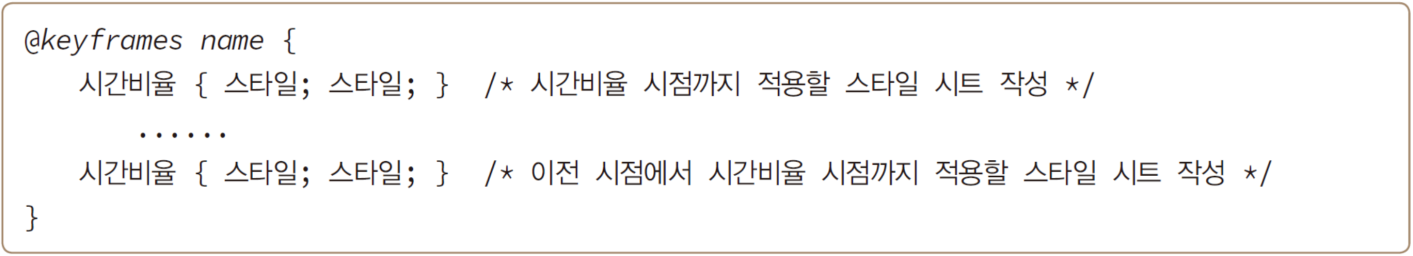 @keyframes name {
시간비율 { 스타일; 스타일; } /* 시간비율 시점까지 적용할 스타일 시트 작성 */
......
시간비율 { 스타일; 스타일; } /* 이전 시점에서 시간비율 시점까지 적용할 스타일 시트 작성 */
}